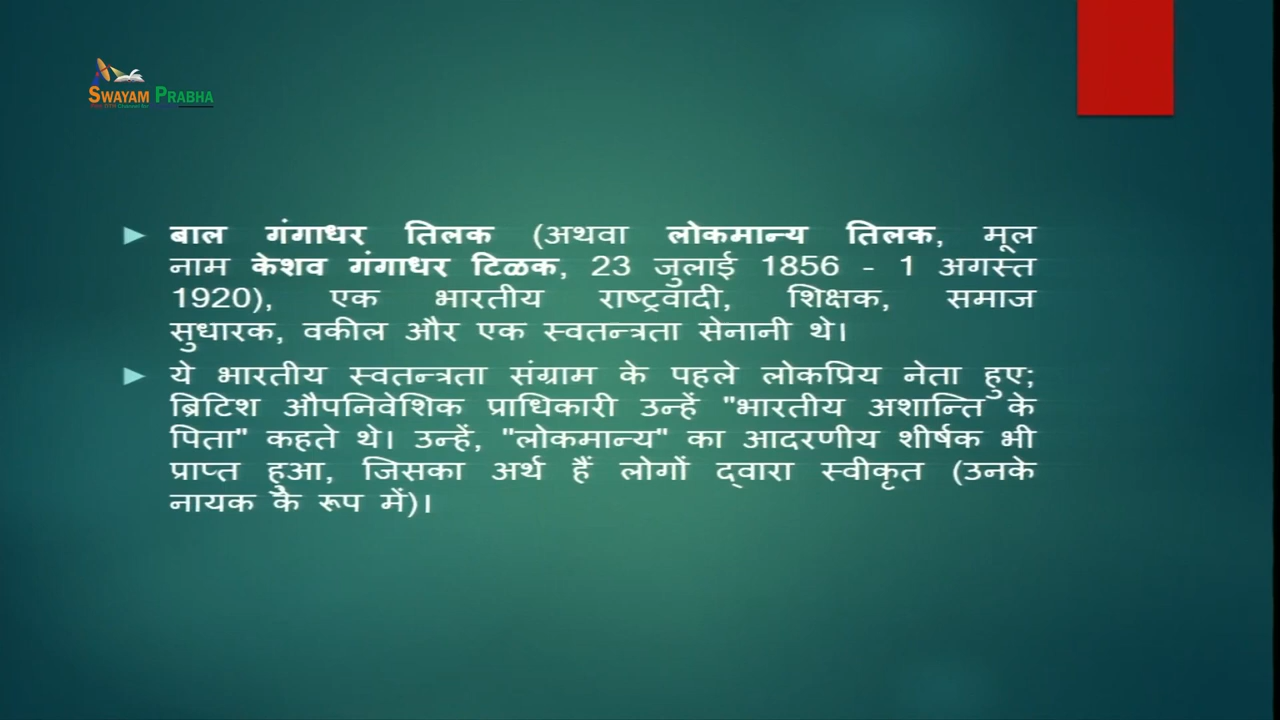 SWAYAM PRABHA
बाल गंगाधर तिलक (अथवा लोकमान्य तिलक, मूल
नाम केशव गंगाधर टिळक, 23 जुलाई 1856 - 1 अगस्त
1920), एक भारतीय राष्ट्रवादी, शिक्षक, समाज
सुधारक, वकील और एक स्वतन्त्रता सेनानी थे।
ये भारतीय स्वतन्त्रता संग्राम के पहले लोकप्रिय नेता हुए;
ब्रिटिश औपनिवेशिक प्राधिकारी उन्हें "भारतीय अशान्ति के
पिता" कहते थे। उन्हें, "लोकमान्य" का आदरणीय शीर्षक भी
प्राप्त हुआ, जिसका अर्थ हैं लोगों द्वारा स्वीकृत (उनके
नायक के रूप में)।